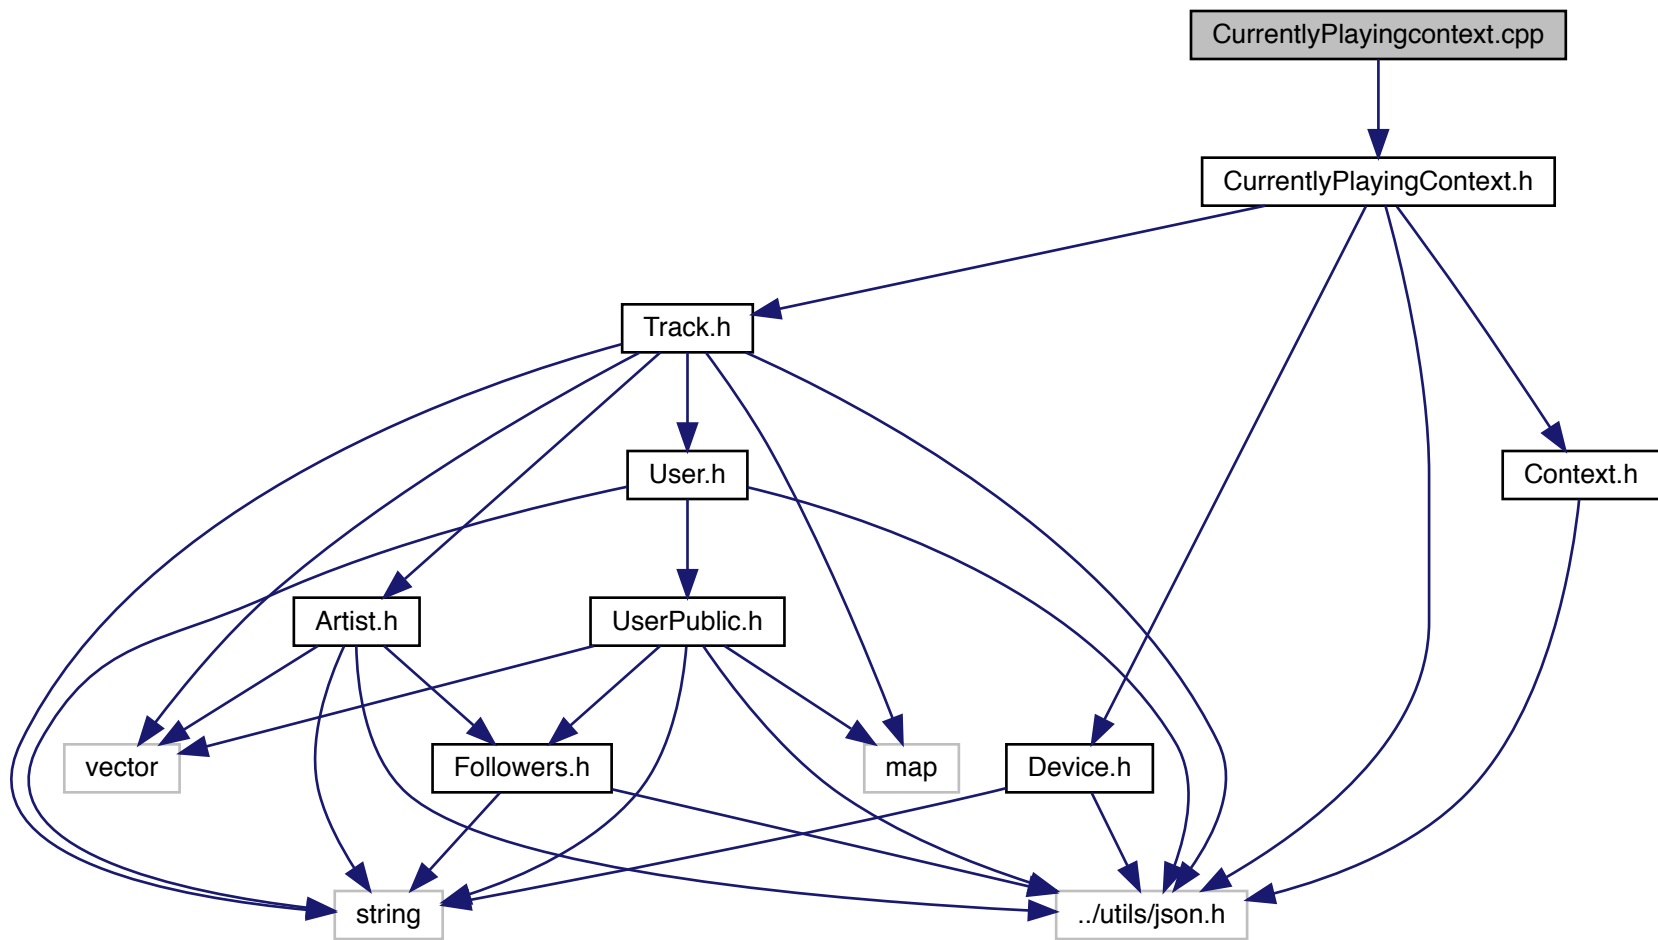 CurrentlyPlayingcontext.cpp
CurrentlyPlayingContext.h
Track.h
User.h
Context.h
Artist.h
UserPublic.h
vector
Followers.h
map
Device.h
string
../utils/json.h